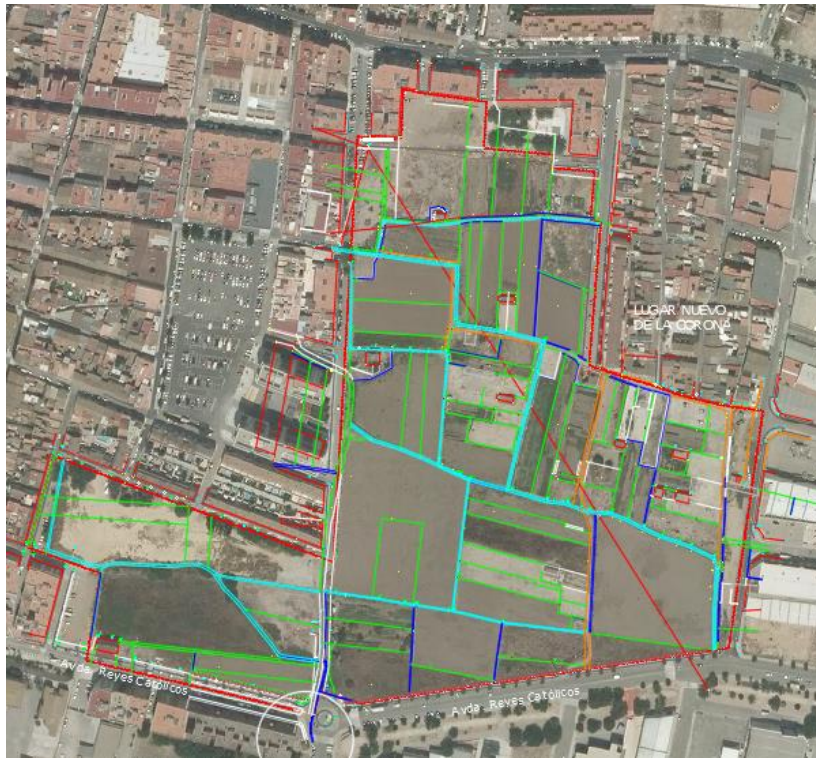 LUGAR NUEVO
DE LA CORONA
Avda. Reyes Católicos
Avda. Reyes Católicos